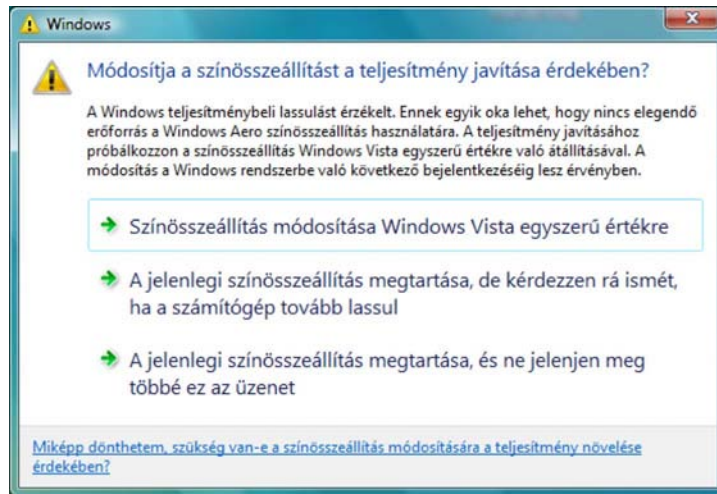 Windows
Módosítja a színösszeállítást a teljesítmény javítása érdekében?
A Windows teljesítménybeli lassulást érzékelt. Ennek egyik oka lehet, hogy nincs elegendő
erőforrás a Windows Aero színösszeállítás használatára. A teljesítmény javításához
próbálkozzon a színösszeállítás Windows Vista egyszerű értékre való átállításával. A
módosítás a Windows rendszerbe való következő bejelentkezéséig lesz érvényben.
Színösszeállítás módosítása Windows Vista egyszerű értékre
A jelenlegi színösszeállítás megtartása, de kérdezzen rá ismét,
ha a számítógép tovább lassul
A jelenlegi színösszeállítás megtartása, és ne jelenjen meg
többé ez az üzenet
Miképp dönthetem, szükség van-e a színösszeállítás módosítására a teljesítmény növelése
érdekében?